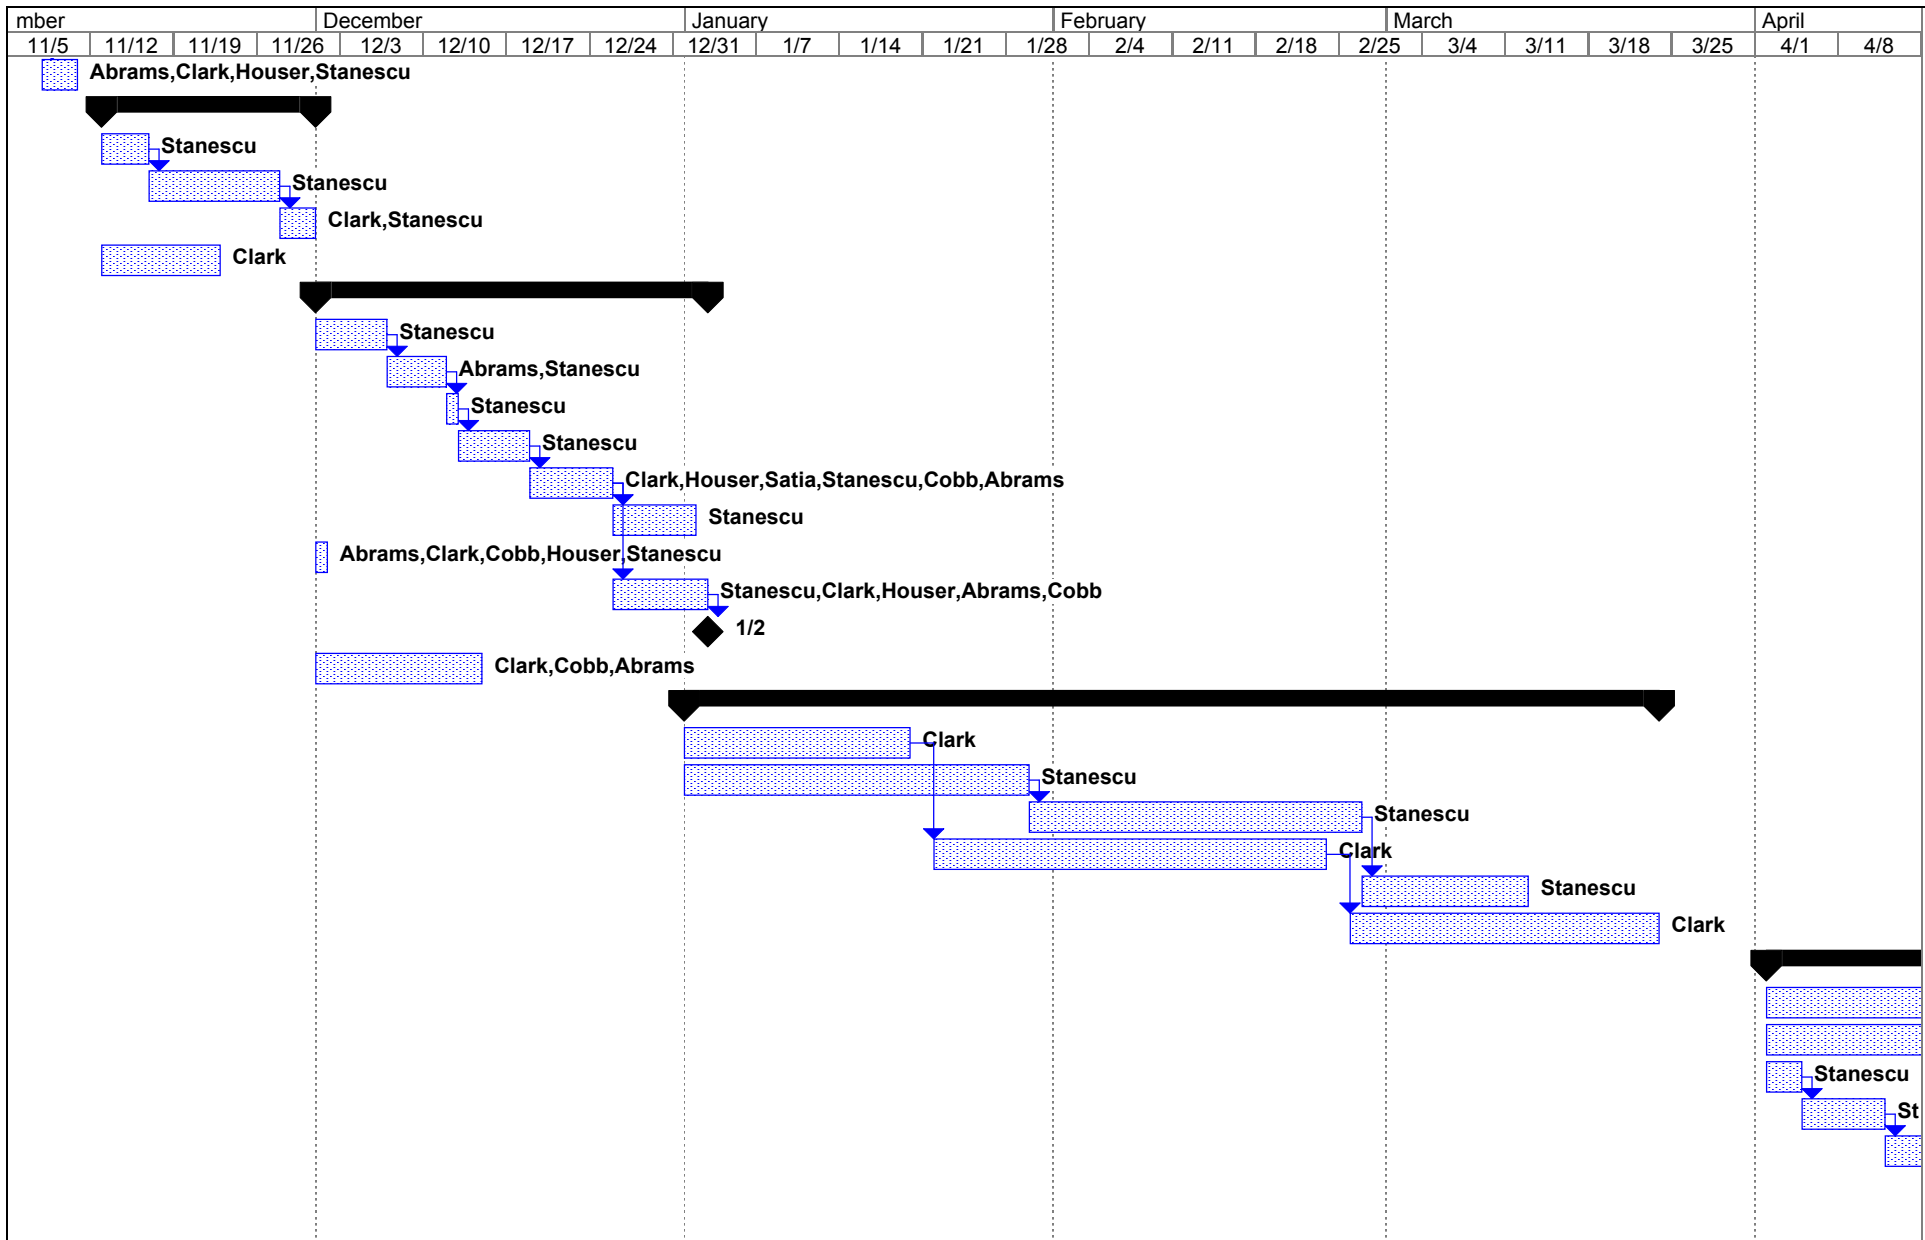 mber December January February March April
11/5 11/12 11/19 11/26 12/3 12/10 12/17 12/24 12/31 1/7 1/14 1/21 1/28 2/4 2/11 2/18 2/25 3/4 3/11 3/18 3/25 4/1 4/8
Abrams,Clark,Houser,Stanescu
Stanescu
Stanescu
Clark,Stanescu
Clark
Stanescu
Abrams,Stanescu
Stanescu
Stanescu
Clark,Houser,Satia,Stanescu,Cobb,Abrams
Stanescu
Abrams,Clark,Cobb,Houser,Stanescu
Stanescu,Clark,Houser,Abrams,Cobb
1/2
Clark,Cobb,Abrams
Clark
Stanescu
Stanescu
Clark
Stanescu
Clark
Stanescu
St